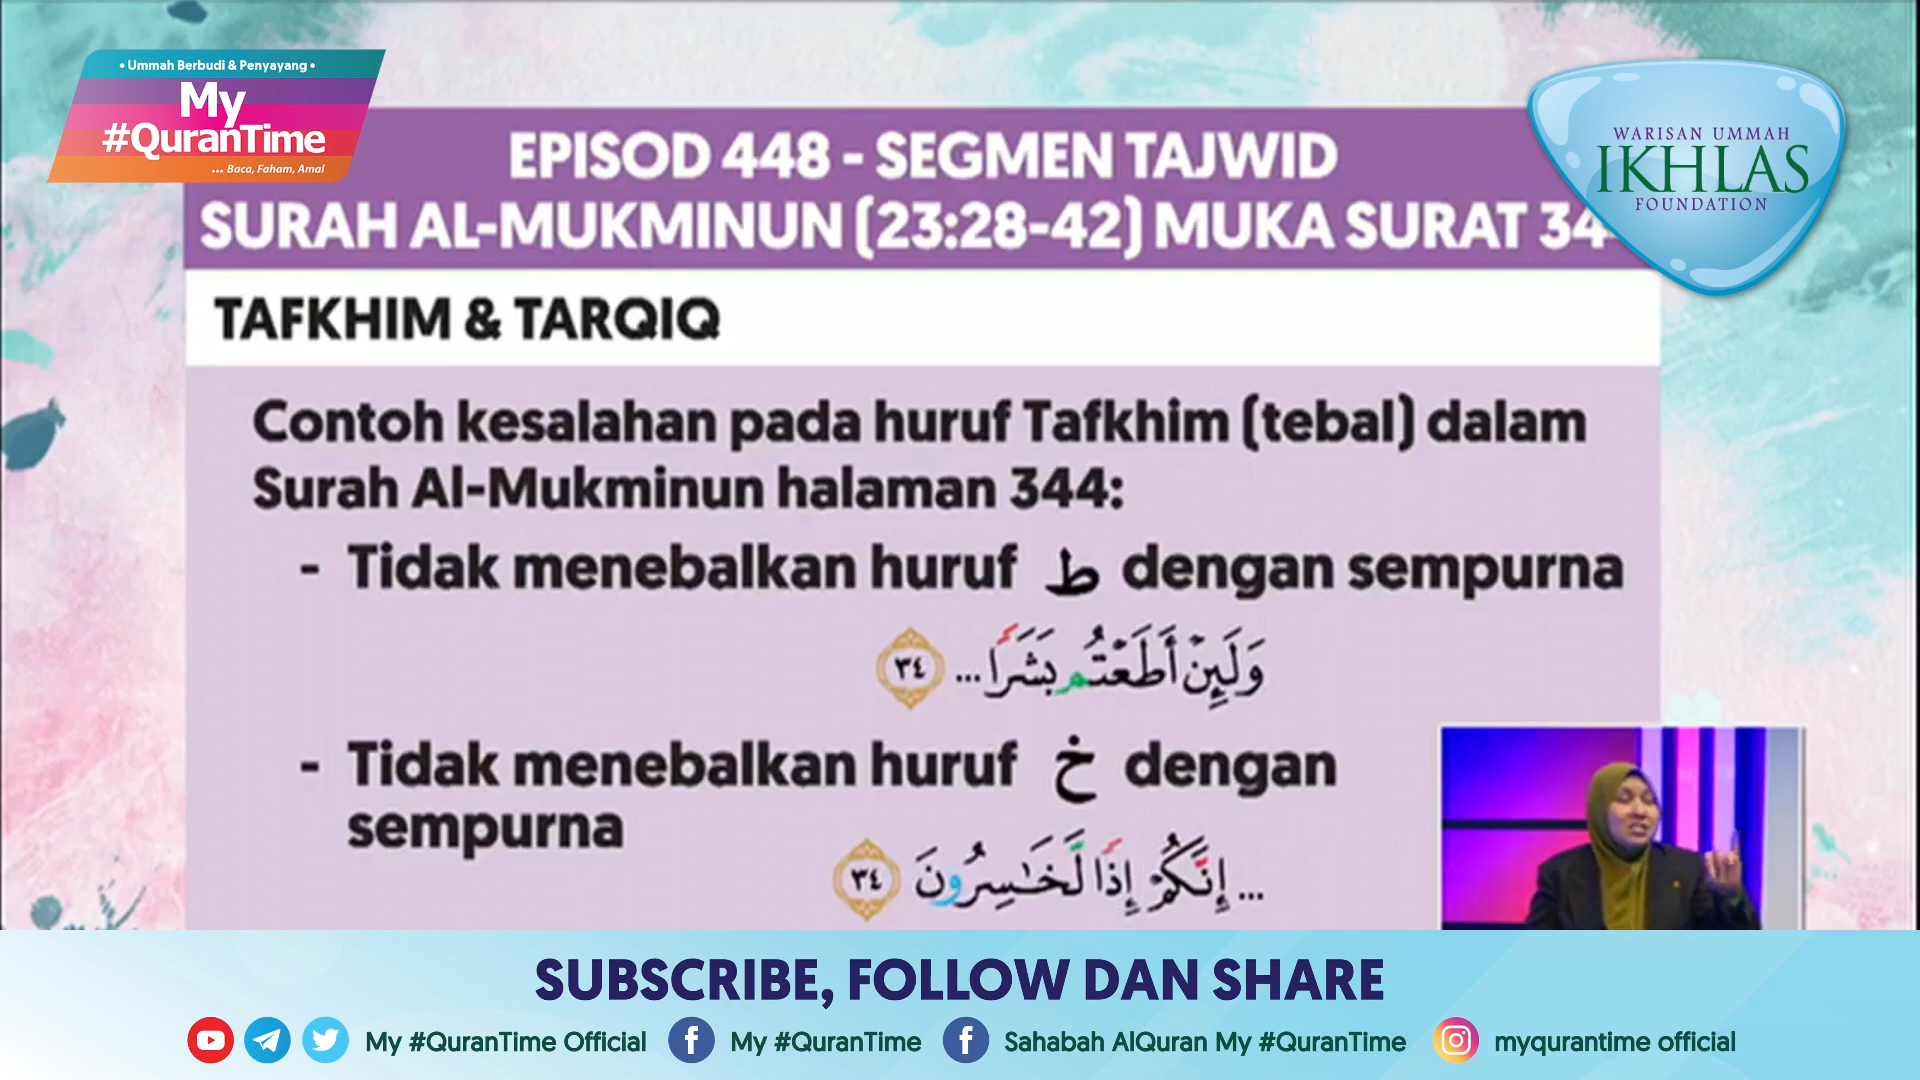 • Ummah Berbudi & Penyayang •
My
#QuranTime
... Baca, Faham, Amal
WARISAN UMMAH
IKHLAS
FOUNDATION
EPISOD 448 - SEGMEN TAJWID
SURAH AL-MUKMINUN (23:28-42) MUKA SURAT
TAFKHIM & TARQIQ
Contoh kesalahan pada huruf Tafkhim (tebal) dalam
Surah Al-Mukminun halaman 344:
- Tidak menebalkan huruf ط dengan sempurna
وَلَئِنْ أَطَعْتُم بَشَرًا ... ٣٤
- Tidak menebalkan huruf خ dengan
sempurna
... إِنَّكُمْ إِذًا لَّخَـٰسِرُونَ ٣٤
SUBSCRIBE, FOLLOW DAN SHARE
My #QuranTime Official My #QuranTime Sahabah AlQuran My #QuranTime myqurantime official